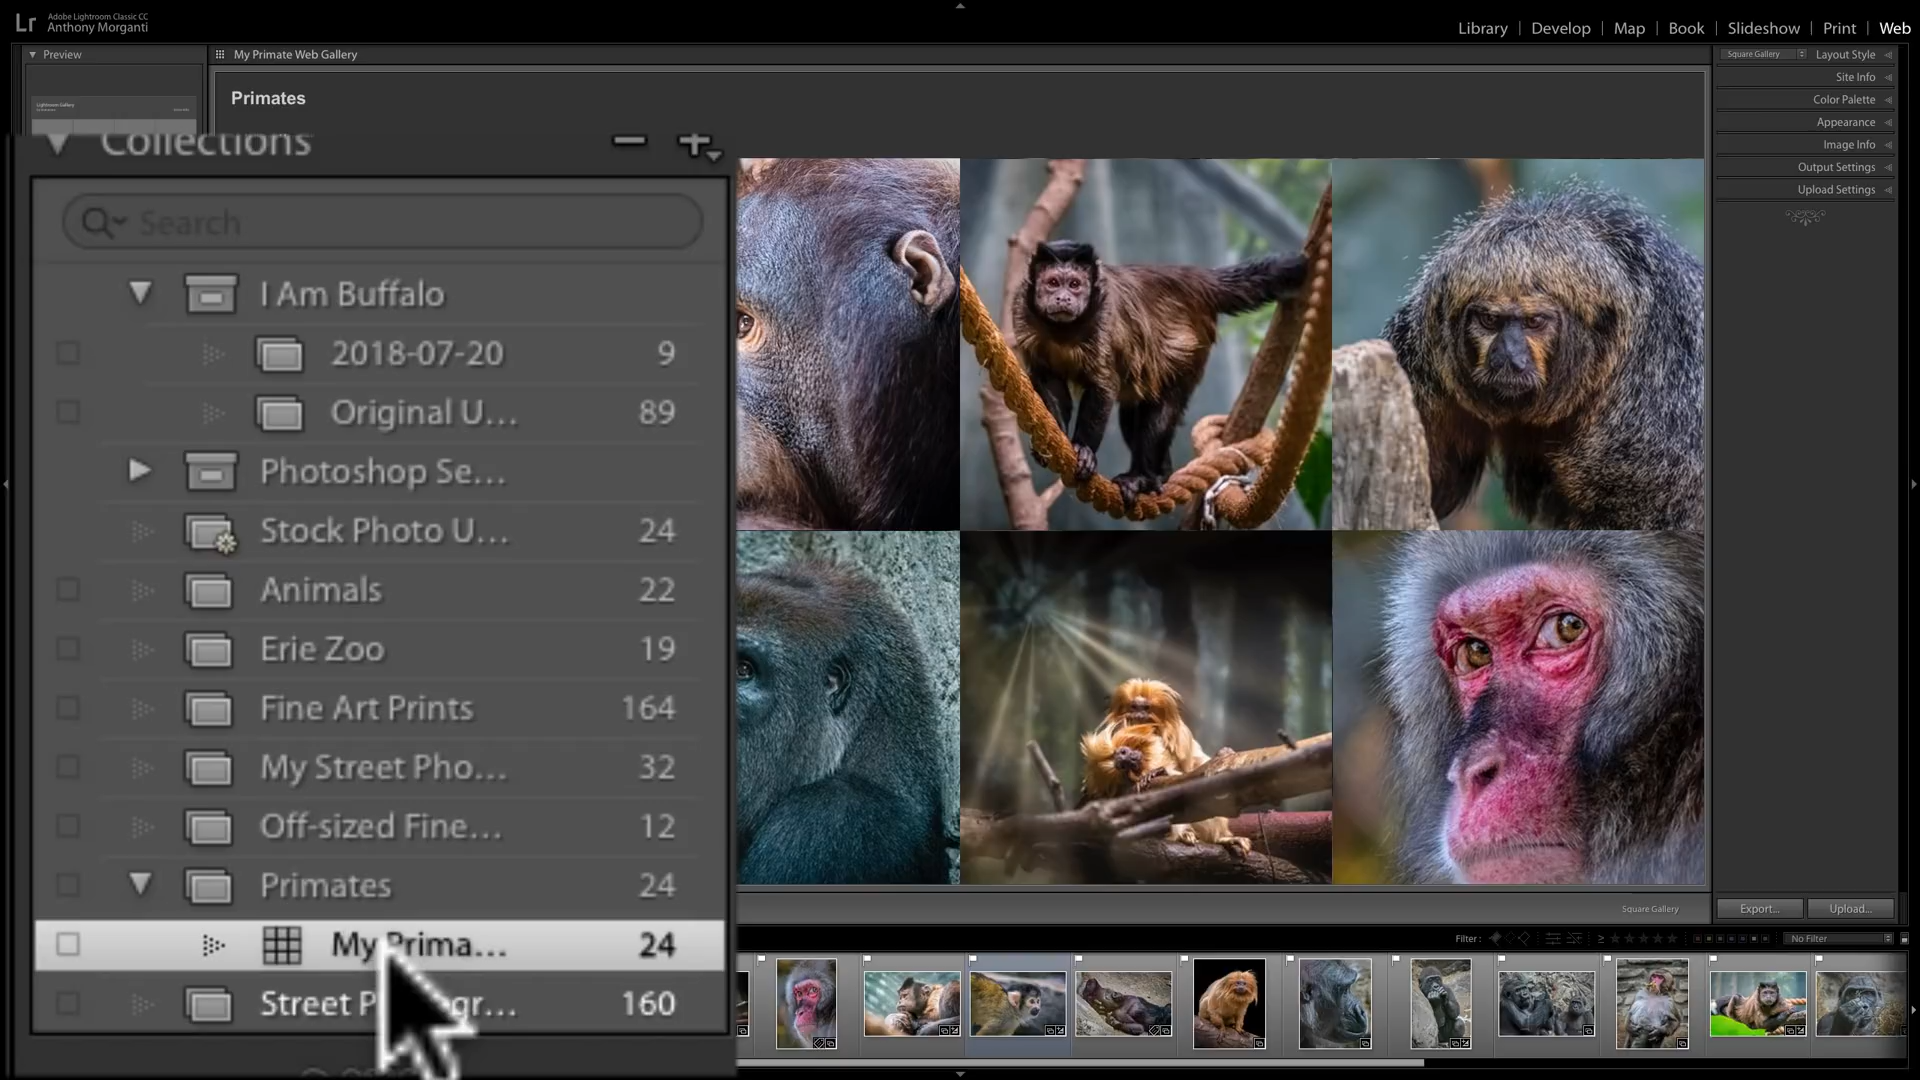 Lr
Adobe Lightroom Classic CC
Anthony Morganti
Library | Develop | Map | Book | Slideshow | Print | Web
Preview
My Primate Web Gallery
Primates
Lightroom Gallery
Collections
Search
I Am Buffalo
2018-07-20 9
Original U... 89
Photoshop Se...
Stock Photo U... 24
Animals 22
Erie Zoo 19
Fine Art Prints 164
My Street Pho... 32
Off-sized Fine... 12
Primates 24
My Prima... 24
Street 160
Square Gallery Layout Style
Site Info
Color Palette
Appearance
Image Info
Output Settings
Upload Settings
Square Gallery
Export... Upload...
Filter : No Filter